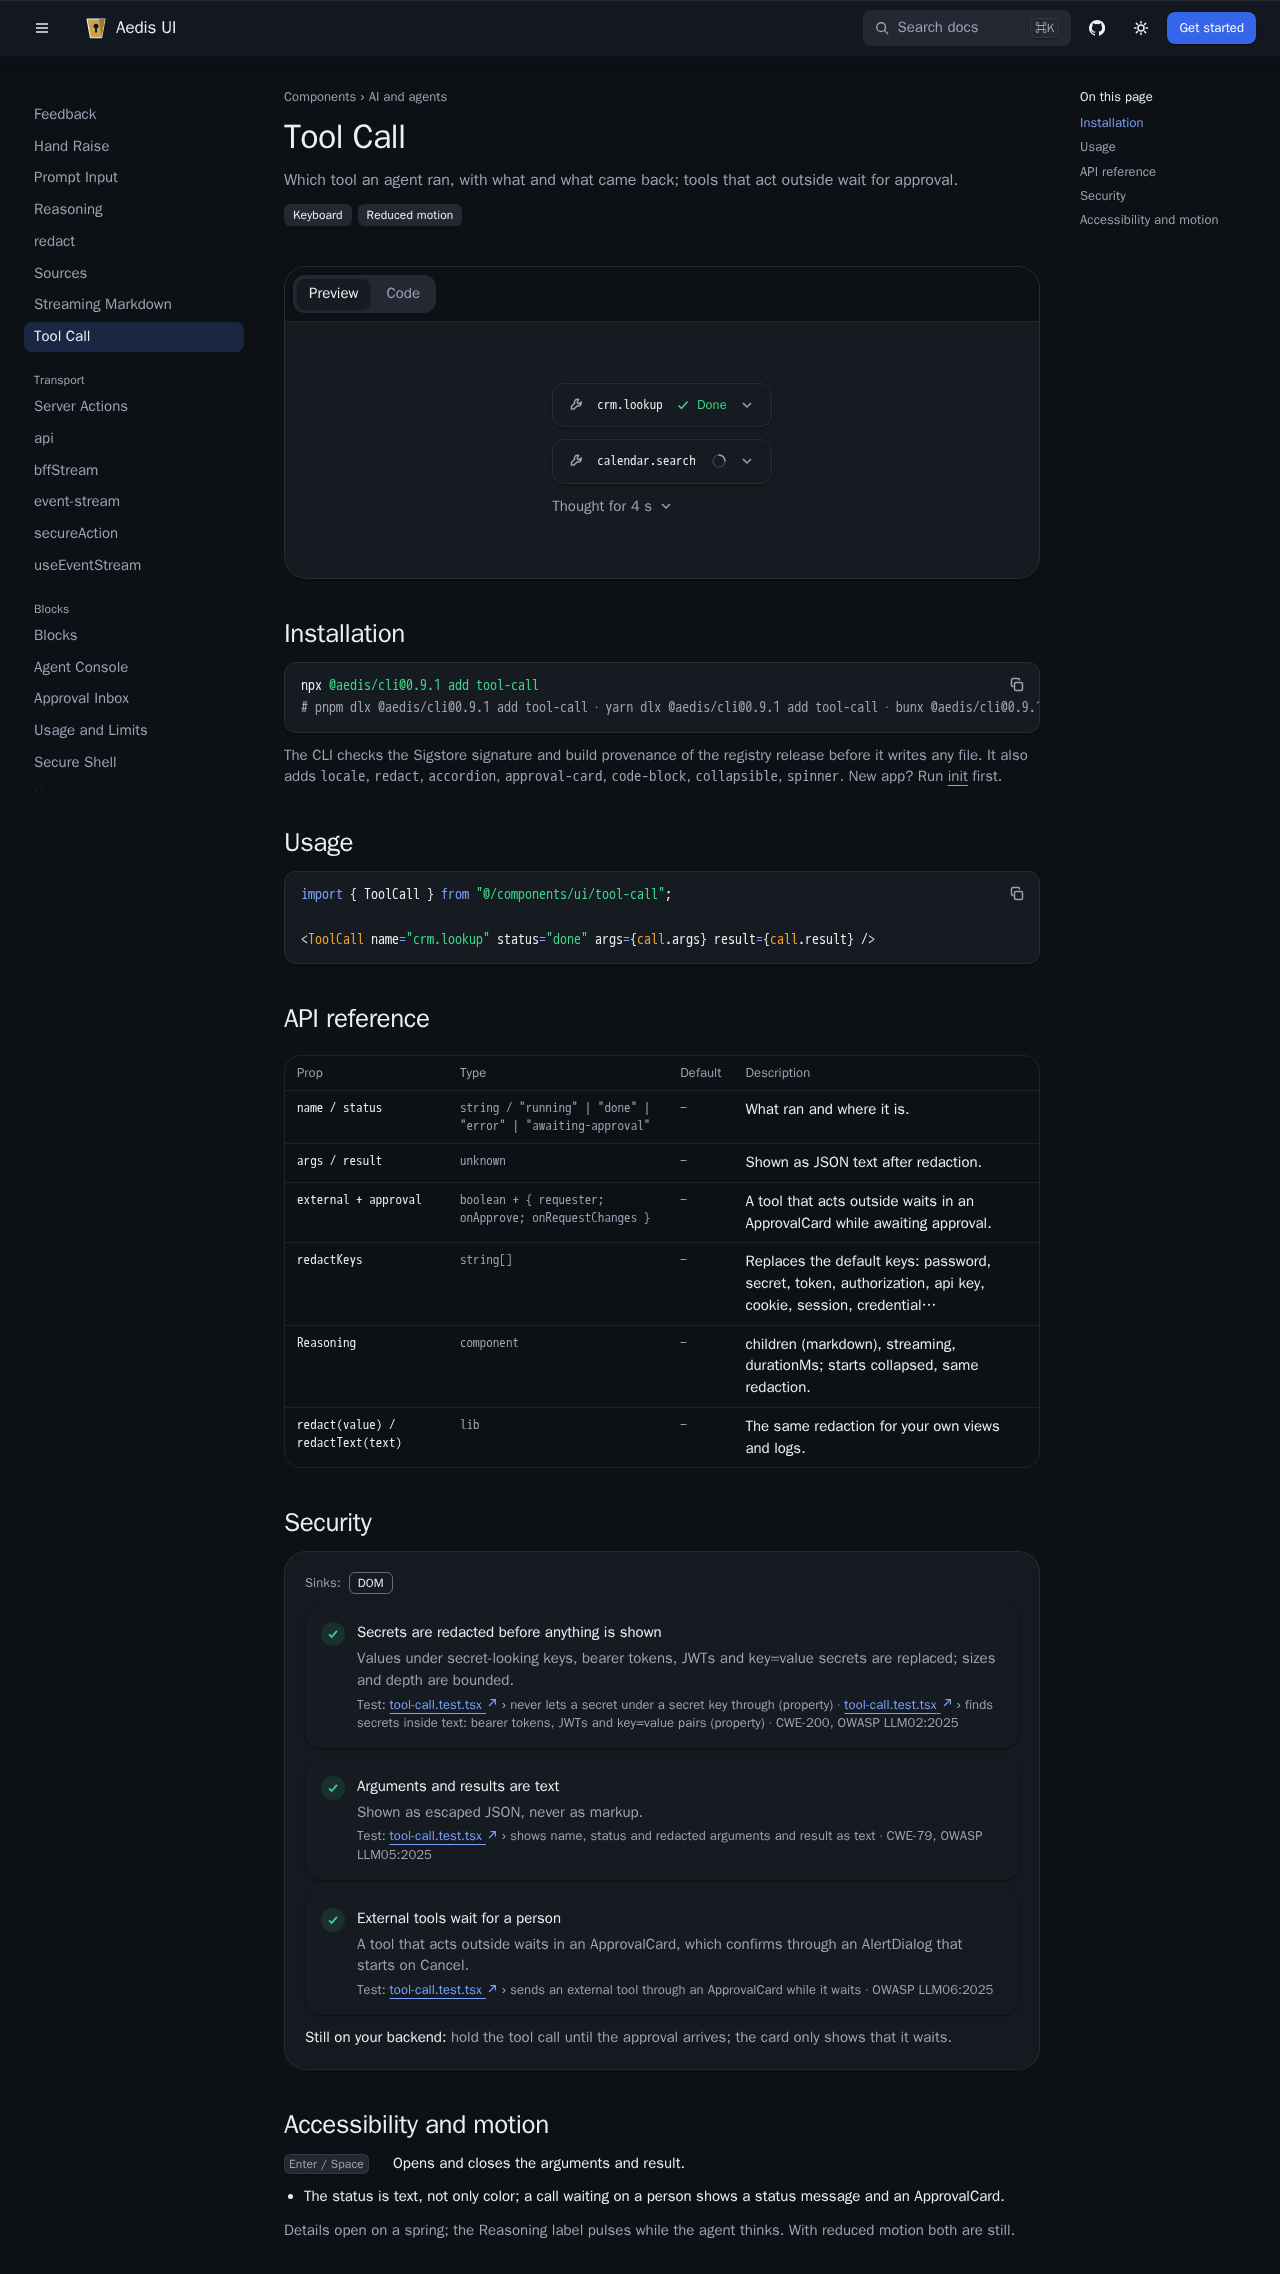 Aedis UI
Search docs
⌘K
Get started
Feedback
Hand Raise
Prompt Input
Reasoning
redact
Sources
Streaming Markdown
Tool Call
Transport
Server Actions
api
bffStream
event-stream
secureAction
useEventStream
Blocks
Blocks
Agent Console
Approval Inbox
Usage and Limits
Secure Shell
Components › AI and agents
Tool Call
Which tool an agent ran, with what and what came back; tools that act outside wait for approval.
Keyboard
Reduced motion
Preview
Code
crm.lookup
Done
calendar.search
Thought for 4 s
Installation
npx @aedis/cli@0.9.1 add tool-call
# pnpm dlx @aedis/cli@0.9.1 add tool-call · yarn dlx @aedis/cli@0.9.1 add tool-call · bunx @aedis/cli@0.9.1
The CLI checks the Sigstore signature and build provenance of the registry release before it writes any file. It also
adds locale, redact, accordion, approval-card, code-block, collapsible, spinner. New app? Run init first.
Usage
import { ToolCall } from "@/components/ui/tool-call";
<ToolCall name="crm.lookup" status="done" args={call.args} result={call.result} />
API reference
Prop Type Default Description
name / status
string / "running" | "done" |
"error" | "awaiting-approval"
—
What ran and where it is.
args / result
unknown
—
Shown as JSON text after redaction.
external + approval
boolean + { requester;
onApprove; onRequestChanges }
—
A tool that acts outside waits in an
ApprovalCard while awaiting approval.
redactKeys
string[]
—
Replaces the default keys: password,
secret, token, authorization, api key,
cookie, session, credential…
Reasoning
component
—
children (markdown), streaming,
durationMs; starts collapsed, same
redaction.
redact(value) /
redactText(text)
lib
—
The same redaction for your own views
and logs.
Security
Sinks: DOM
Secrets are redacted before anything is shown
Values under secret-looking keys, bearer tokens, JWTs and key=value secrets are replaced; sizes
and depth are bounded.
Test: tool-call.test.tsx ↗ › never lets a secret under a secret key through (property) · tool-call.test.tsx ↗ › finds
secrets inside text: bearer tokens, JWTs and key=value pairs (property) · CWE-200, OWASP LLM02:2025
Arguments and results are text
Shown as escaped JSON, never as markup.
Test: tool-call.test.tsx ↗ › shows name, status and redacted arguments and result as text · CWE-79, OWASP
LLM05:2025
External tools wait for a person
A tool that acts outside waits in an ApprovalCard, which confirms through an AlertDialog that
starts on Cancel.
Test: tool-call.test.tsx ↗ › sends an external tool through an ApprovalCard while it waits · OWASP LLM06:2025
Still on your backend: hold the tool call until the approval arrives; the card only shows that it waits.
Accessibility and motion
Enter / Space
Opens and closes the arguments and result.
• The status is text, not only color; a call waiting on a person shows a status message and an ApprovalCard.
Details open on a spring; the Reasoning label pulses while the agent thinks. With reduced motion both are still.
On this page
Installation
Usage
API reference
Security
Accessibility and motion